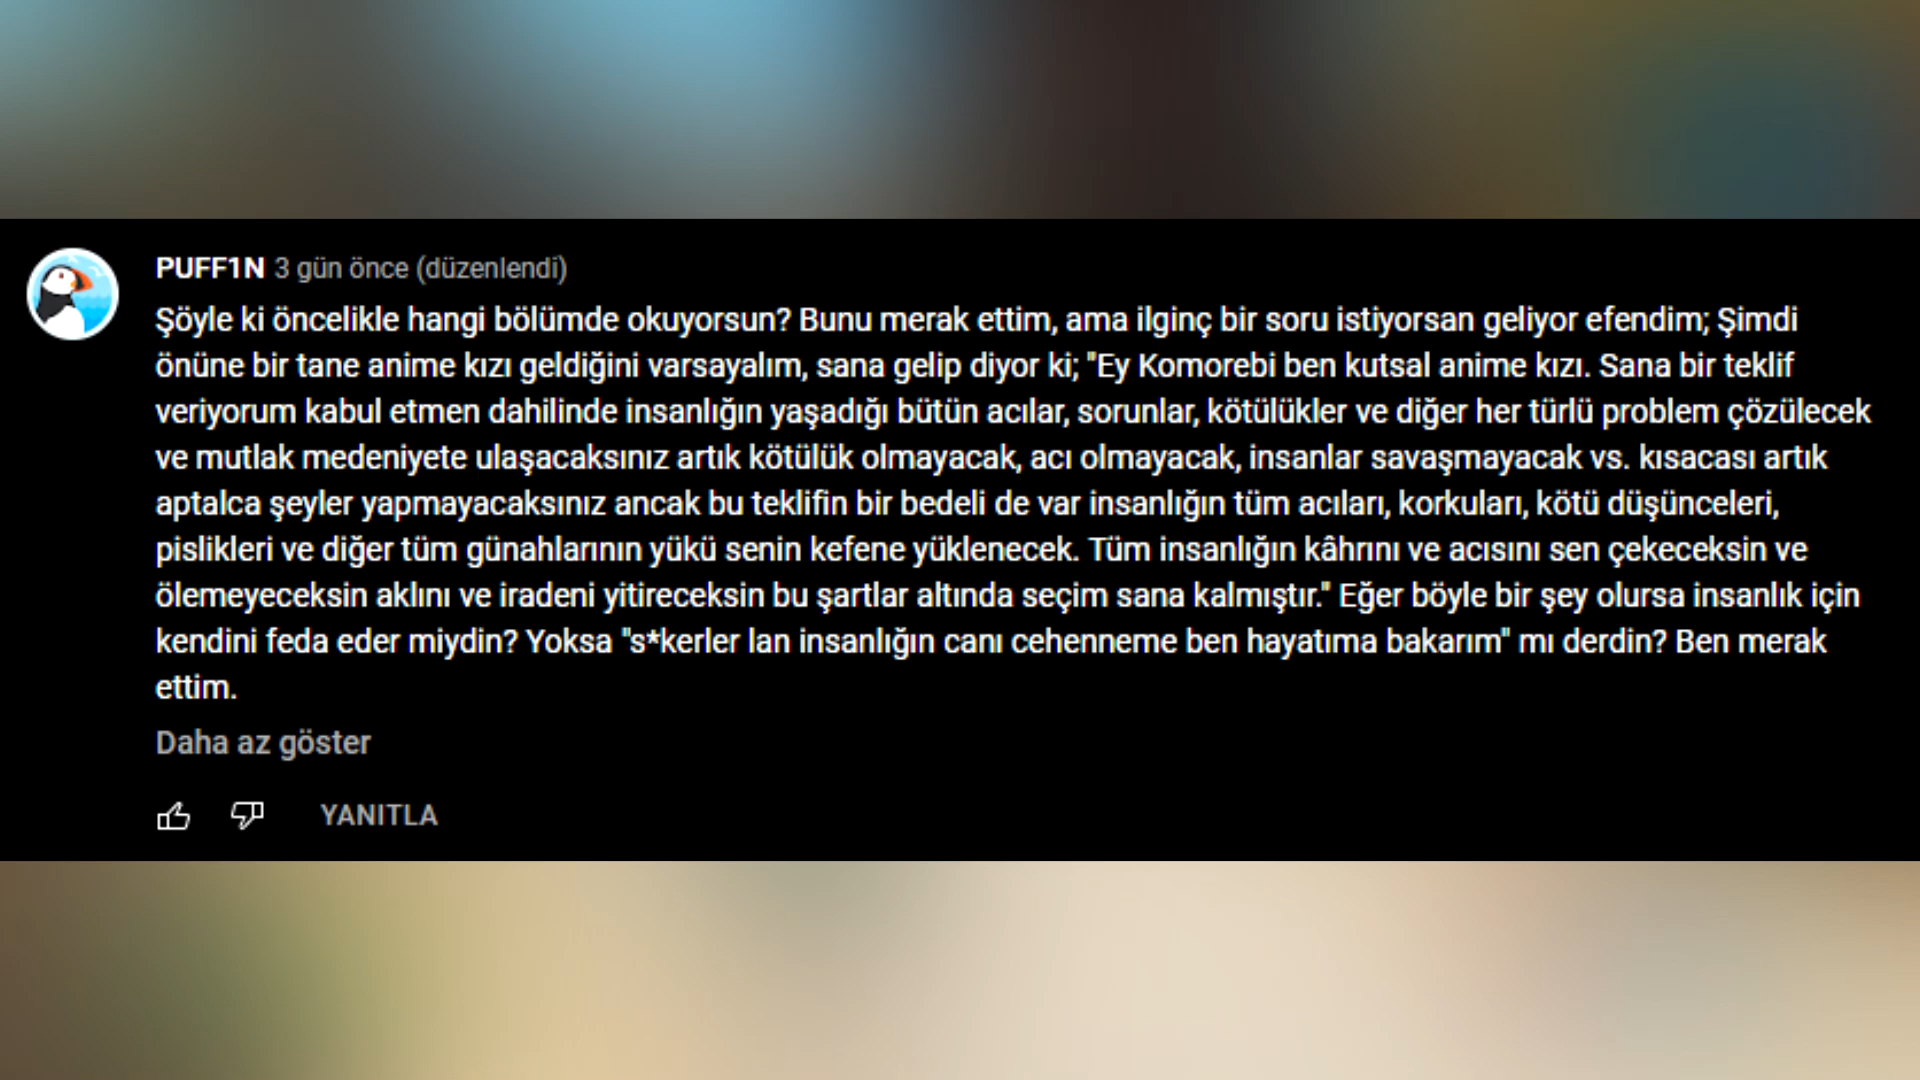 PUFF1N 3 gün önce (düzenlendi)
Şöyle ki öncelikle hangi bölümde okuyorsun? Bunu merak ettim, ama ilginç bir soru istiyorsan geliyor efendim; Şimdi
önüne bir tane anime kızı geldiğini varsayalım, sana gelip diyor ki; "Ey Komorebi ben kutsal anime kızı. Sana bir teklif
veriyorum kabul etmen dahilinde insanlığın yaşadığı bütün acılar, sorunlar, kötülükler ve diğer her türlü problem çözülecek
ve mutlak medeniyete ulaşacaksınız artık kötülük olmayacak, acı olmayacak, insanlar savaşmayacak vs. kısacası artık
aptalca şeyler yapmayacaksınız ancak bu teklifin bir bedeli de var insanlığın tüm acıları, korkuları, kötü düşünceleri,
pislikleri ve diğer tüm günahlarının yükü senin kefene yüklenecek. Tüm insanlığın kâhrını ve acısını sen çekeceksin ve
ölemeyeceksin aklını ve iradeni yitireceksin bu şartlar altında seçim sana kalmıştır." Eğer böyle bir şey olursa insanlık için
kendini feda eder miydin? Yoksa "s*kerler lan insanlığın canı cehenneme ben hayatıma bakarım" mı derdin? Ben merak
ettim.
Daha az göster
YANITLA